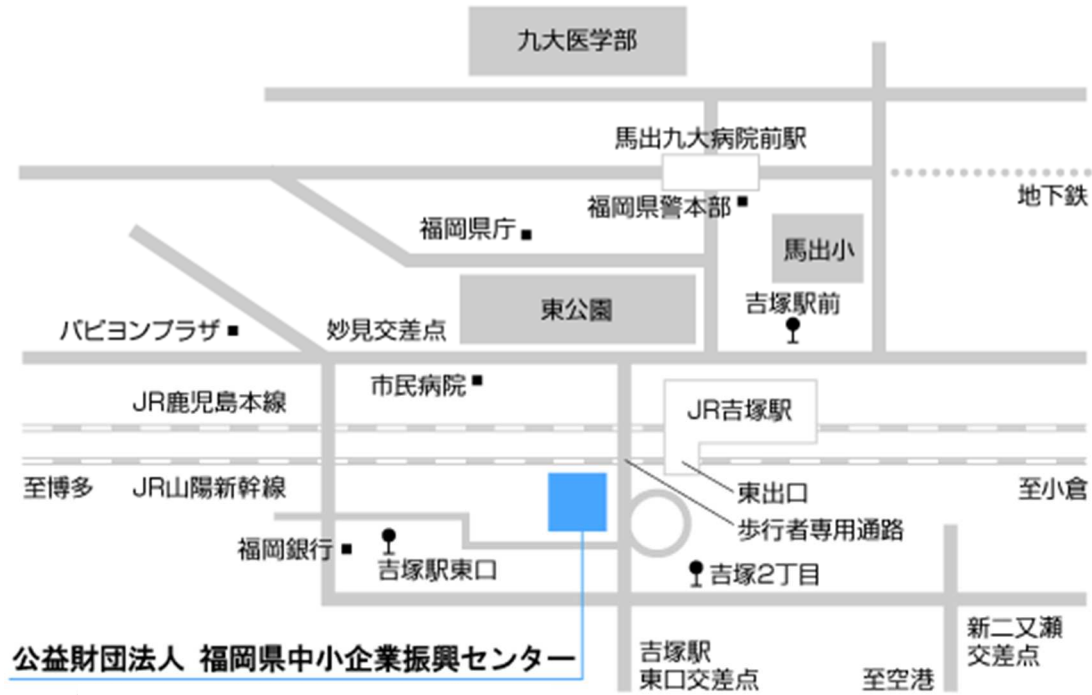 九大医学部
馬出九大病院前駅
地下鉄
福岡県警本部
福岡県庁
馬出小
吉塚駅前
東公園
パピヨンプラザ
妙見交差点
市民病院
JR鹿児島本線
JR吉塚駅
至博多
JR山陽新幹線
東出口
至小倉
歩行者専用通路
福岡銀行
吉塚駅東口
吉塚2丁目
公益財団法人 福岡県中小企業振興センター
吉塚駅
東口交差点
新二又瀬
交差点
至空港